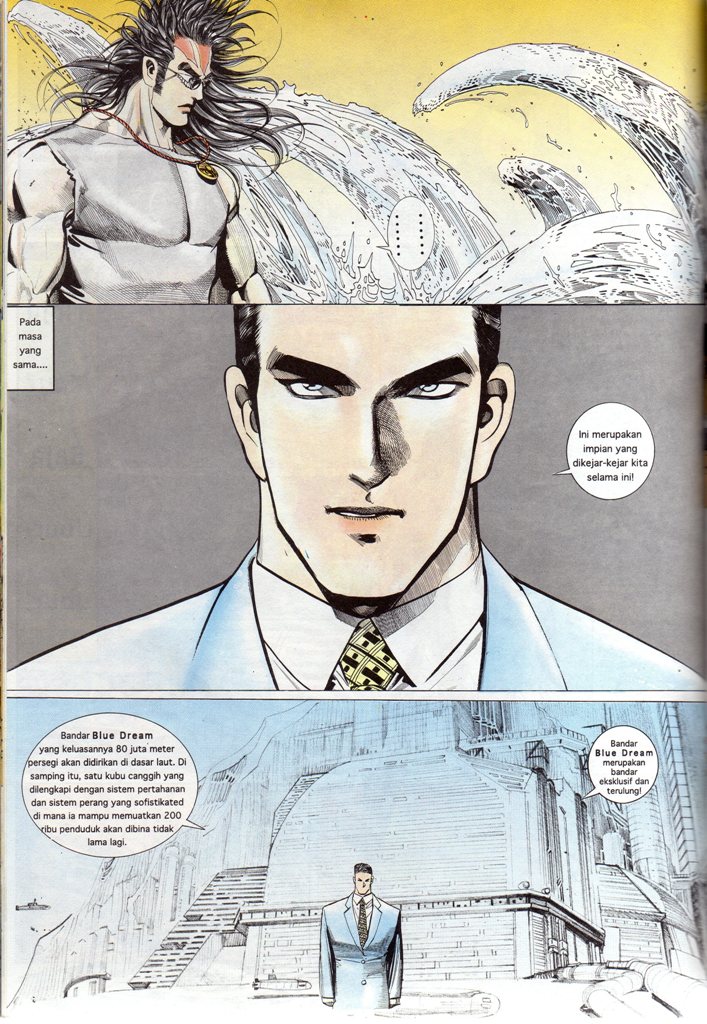 Pada
masa
yang
sama....
Ini merupakan
impian yang
dikejar-kejar kita
selama ini!
Bandar Blue Dream
yang keluasannya 80 juta meter
persegi akan didirikan di dasar laut. Di
samping itu, satu kubu canggih yang
dilengkapi dengan sistem pertahanan
dan sistem perang yang sofistikated
di mana ia mampu memuatkan 200
ribu penduduk akan dibina tidak
lama lagi.
Bandar
Blue Dream
merupakan
bandar
eksklusif dan
terulung!